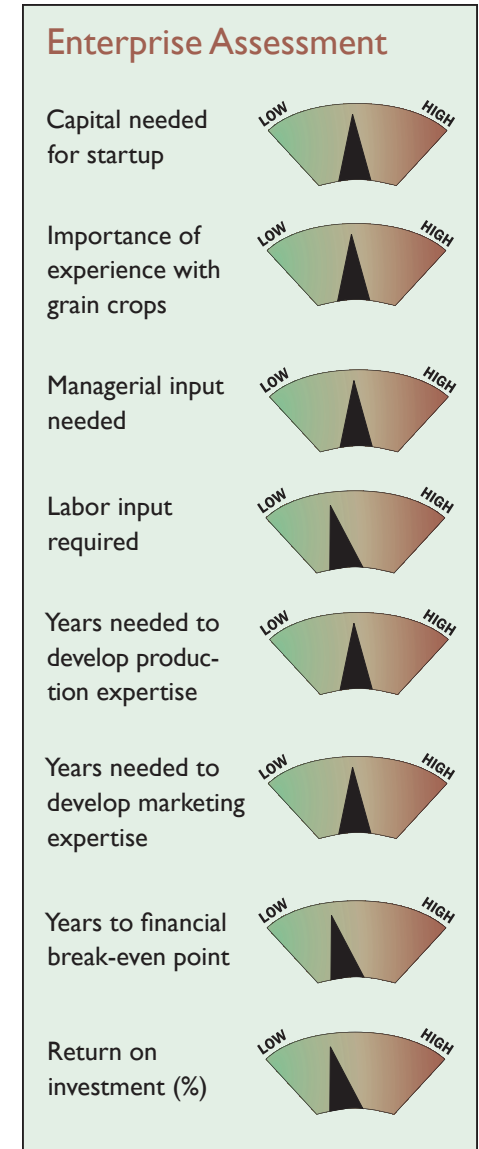 Enterprise Assessment
Capital needed
for startup
LOW
HIGH
Importance of
experience with
grain crops
LOW
HIGH
Managerial input
needed
LOW
HIGH
Labor input
required
LOW
HIGH
Years needed to
develop produc-
tion expertise
LOW
HIGH
Years needed to
develop marketing
expertise
LOW
HIGH
Years to financial
break-even point
LOW
HIGH
Return on
investment (%)
LOW
HIGH